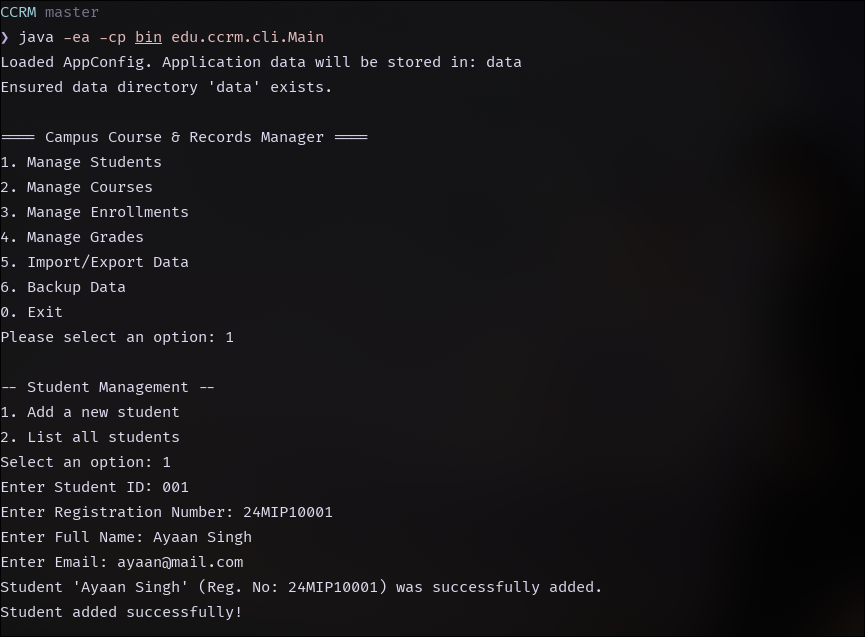 CCRM master
❯ java -ea -cp bin edu.ccrm.cli.Main
Loaded AppConfig. Application data will be stored in: data
Ensured data directory 'data' exists.
==== Campus Course & Records Manager ====
1. Manage Students
2. Manage Courses
3. Manage Enrollments
4. Manage Grades
5. Import/Export Data
6. Backup Data
0. Exit
Please select an option: 1
-- Student Management --
1. Add a new student
2. List all students
Select an option: 1
Enter Student ID: 001
Enter Registration Number: 24MIP10001
Enter Full Name: Ayaan Singh
Enter Email: ayaan@mail.com
Student 'Ayaan Singh' (Reg. No: 24MIP10001) was successfully added.
Student added successfully!